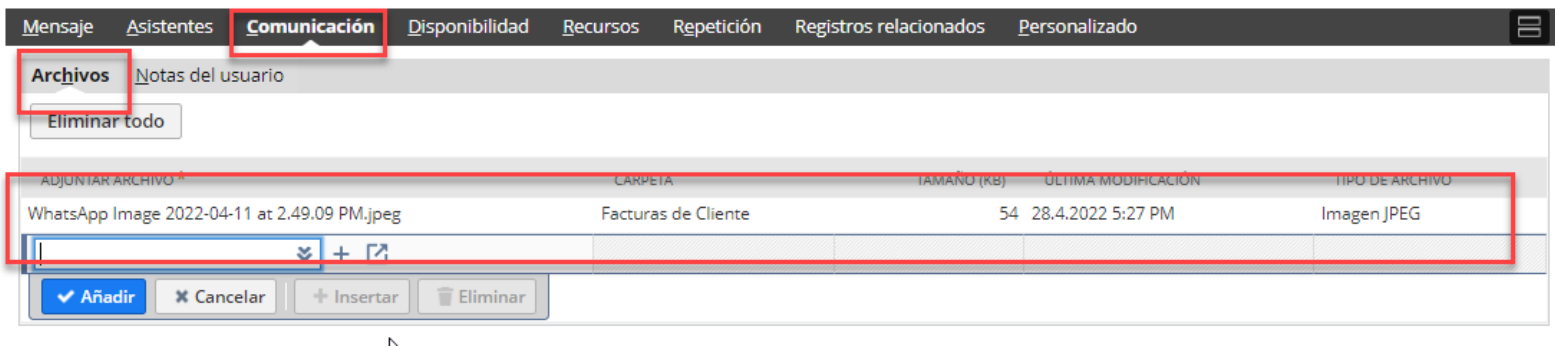 Mensaje Asistentes Comunicación Disponibilidad Recursos Repetición Registros relacionados Personalizado
Archivos Notas del usuario
Eliminar todo
ADJUNTAR ARCHIVO * CARPETA TAMAÑO (KB) ÚLTIMA MODIFICACIÓN TIPO DE ARCHIVO
WhatsApp Image 2022-04-11 at 2.49.09 PM.jpeg Facturas de Cliente 54 28.4.2022 5:27 PM Imagen JPEG
Añadir Cancelar Insertar Eliminar